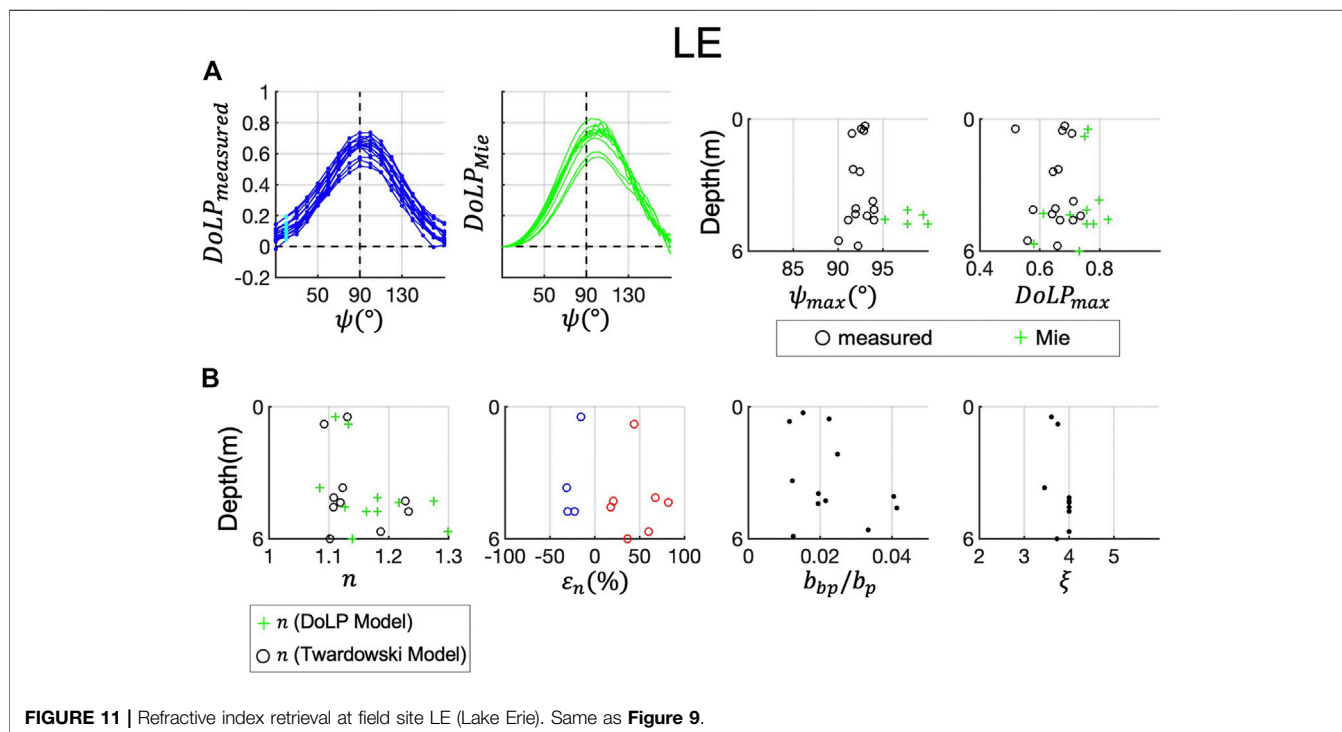 LE
A
DoLP_measured
1
0.8
0.6
0.4
0.2
0
-0.2
50 90 130
ψ(°)
DoLP_Mie
50 90 130
ψ(°)
Depth(m)
0
6
85 90 95
ψ_max(°)
0
6
0.4 0.6 0.8
DoLP_max
measured Mie
B
Depth(m)
0
6
1 1.1 1.2 1.3
n
0
6
-100 -50 0 50 100
ε_n(%)
0
6
0 0.02 0.04
b_bp/b_p
0
6
2 3 4 5
ξ
n (DoLP Model)
n (Twardowski Model)
FIGURE 11 | Refractive index retrieval at field site LE (Lake Erie). Same as Figure 9.